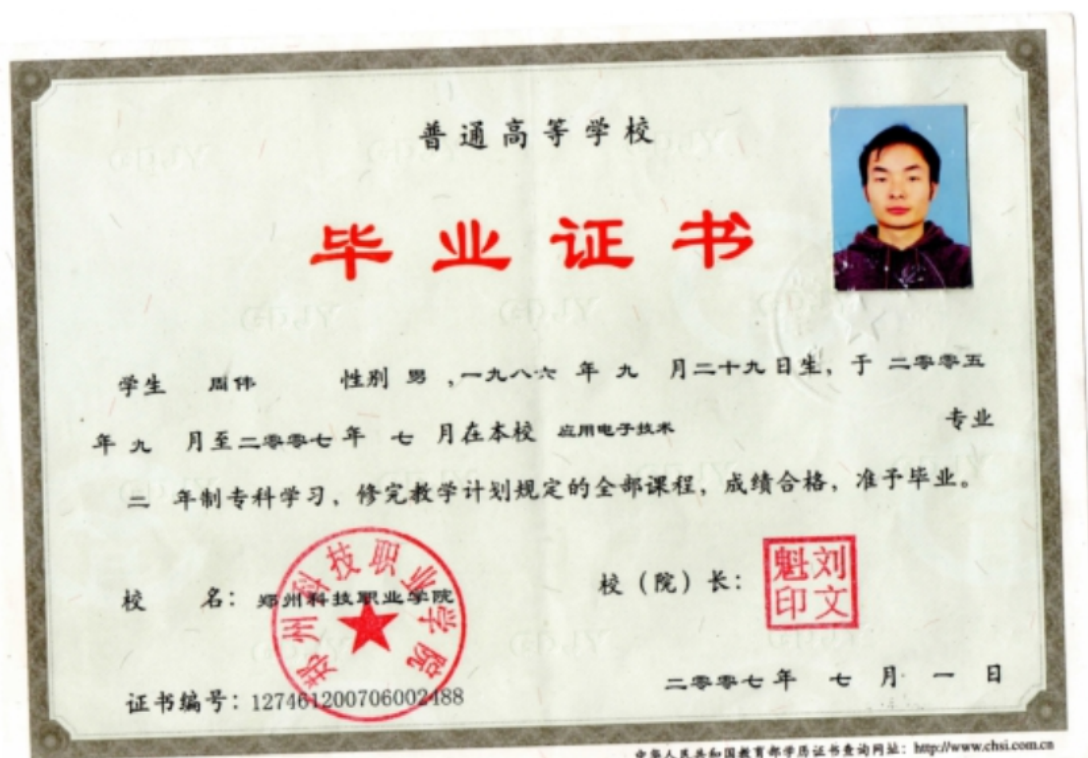 普通高等学校
毕业证书
学生 周伟 性别 男 ,一九八六 年 九 月二十九日生，于 二零零五
年 九 月至二零零七年 七 月在本校 应用电子技术 专业
二 年制专科学习，修完教学计划规定的全部课程，成绩合格，准予毕业。
校 名：郑州科技职业学院
郑州科技职业学院
校（院）长：
刘文魁印
证书编号：127461200706002488
二零零七年 七 月 一 日
中华人民共和国教育部学历证书查询网址：http://www.chsi.com.cn